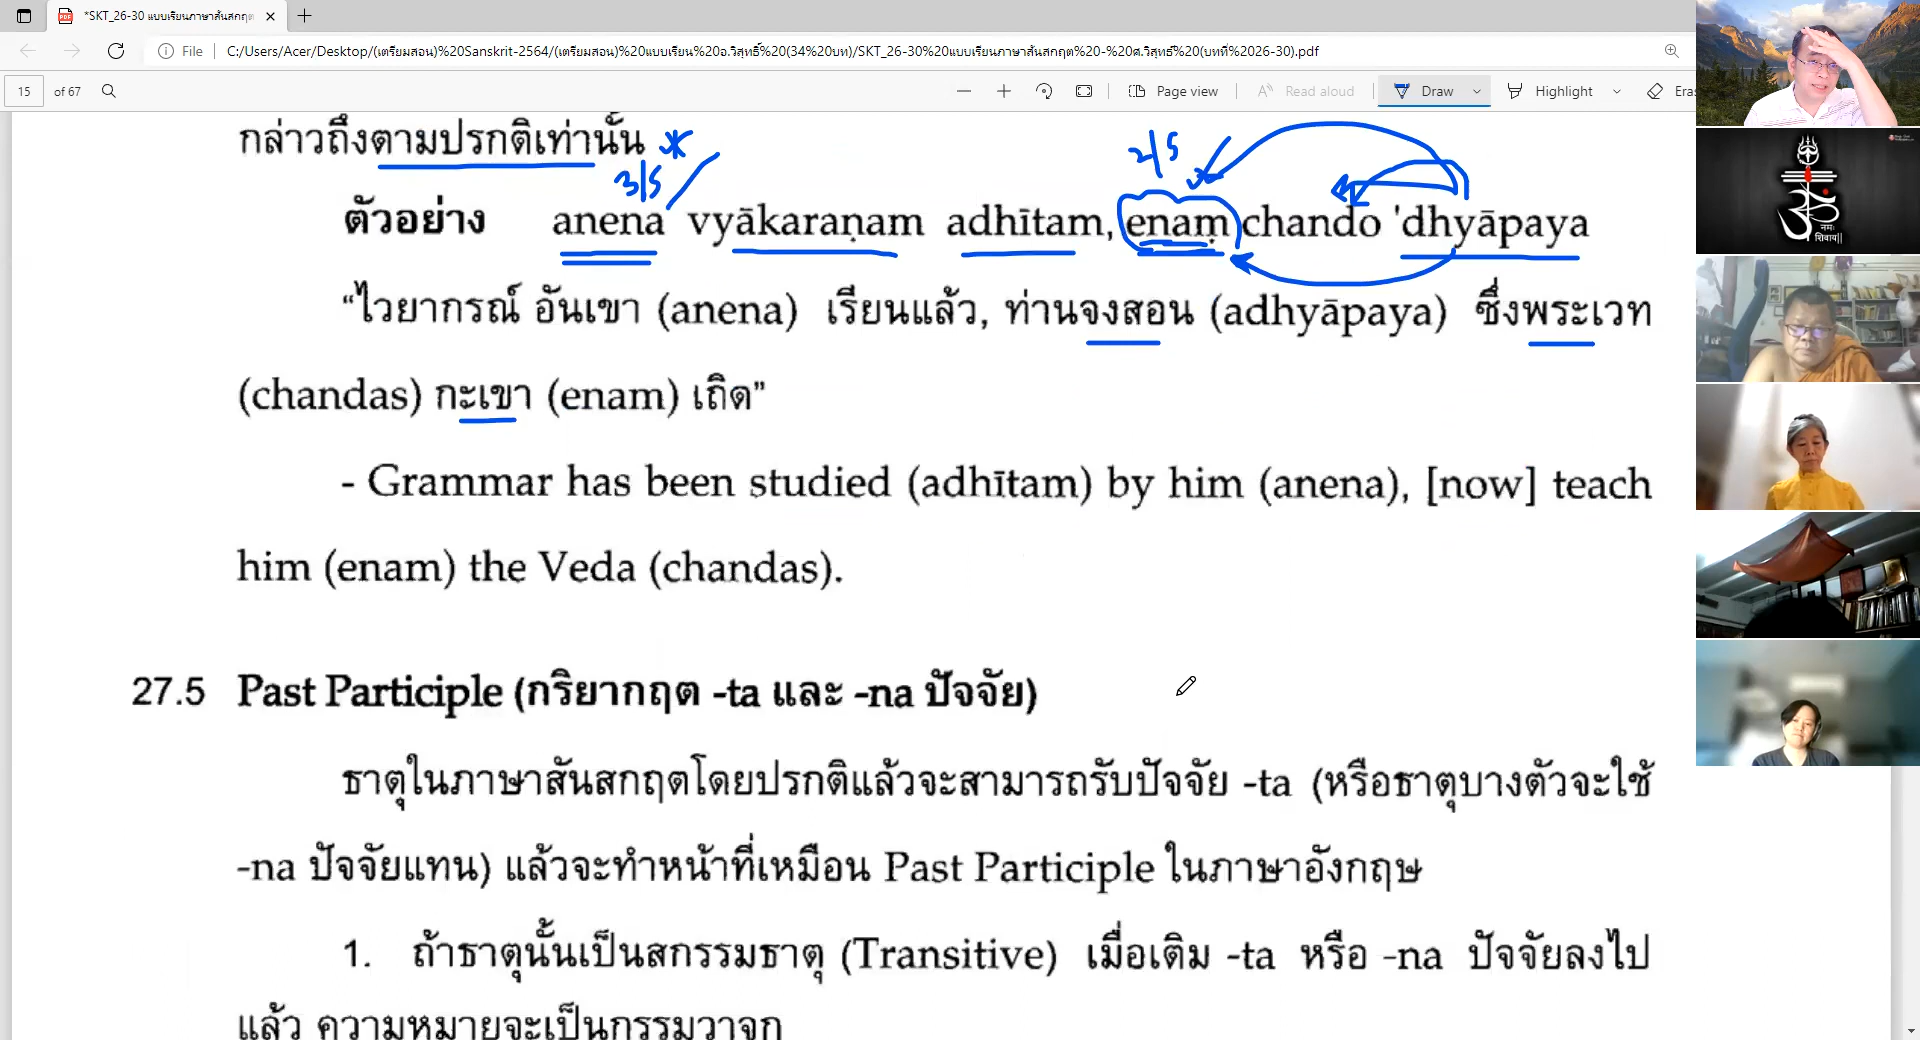 *SKT_26-30 แบบเรียนภาษาสันสกฤต
File
C:/Users/Acer/Desktop/(เตรียมสอน)%20Sanskrit-2564/(เตรียมสอน)%20แบบเรียน%20อ.วิสุทธิ์%20(34%20บท)/SKT_26-30%20แบบเรียนภาษาสันสกฤต%20-%20ศ.วิสุทธ์%20(บทที่%2026-30).pdf
15 of 67
Page view
Read aloud
Draw
Highlight
Eras
กล่าวถึงตามปรกติเท่านั้น
3/5
2/5
ตัวอย่าง anena vyākaraṇam adhītam, enaṃ chando 'dhyāpaya
“ไวยากรณ์ อันเขา (anena) เรียนแล้ว, ท่านจงสอน (adhyāpaya) ซึ่งพระเวท
(chandas) กะเขา (enam) เถิด”
- Grammar has been studied (adhītam) by him (anena), [now] teach
him (enam) the Veda (chandas).
27.5 Past Participle (กริยากฤต -ta และ -na ปัจจัย)
ธาตุในภาษาสันสกฤตโดยปรกติแล้วจะสามารถรับปัจจัย -ta (หรือธาตุบางตัวจะใช้
-na ปัจจัยแทน) แล้วจะทำหน้าที่เหมือน Past Participle ในภาษาอังกฤษ
1. ถ้าธาตุนั้นเป็นสกรรมธาตุ (Transitive) เมื่อเติม -ta หรือ -na ปัจจัยลงไป
แล้ว ความหมายจะเป็นกรรมวาจก
नमः
शिवाय||